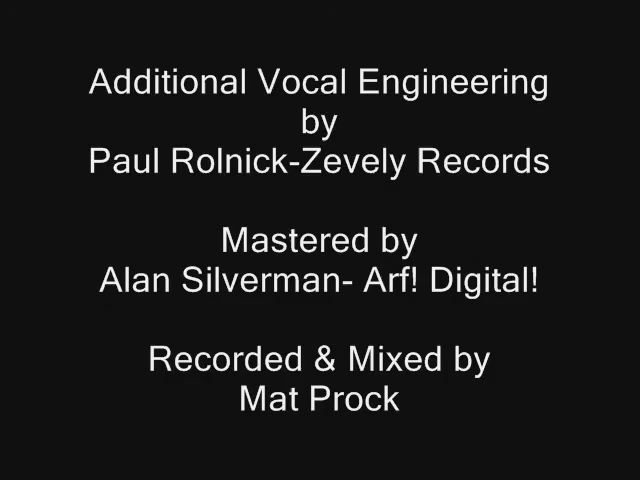 Additional Vocal Engineering
by
Paul Rolnick-Zevely Records
Mastered by
Alan Silverman- Arf! Digital!
Recorded & Mixed by
Mat Prock